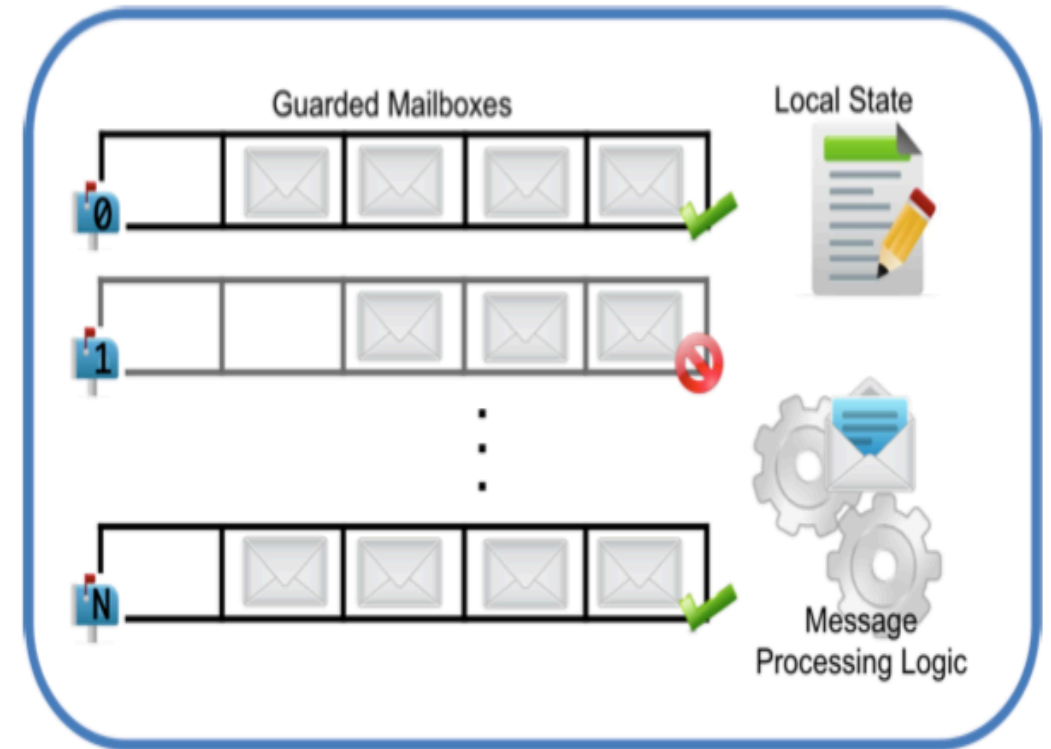 Guarded Mailboxes
Local State
0
1
N
Message
Processing Logic